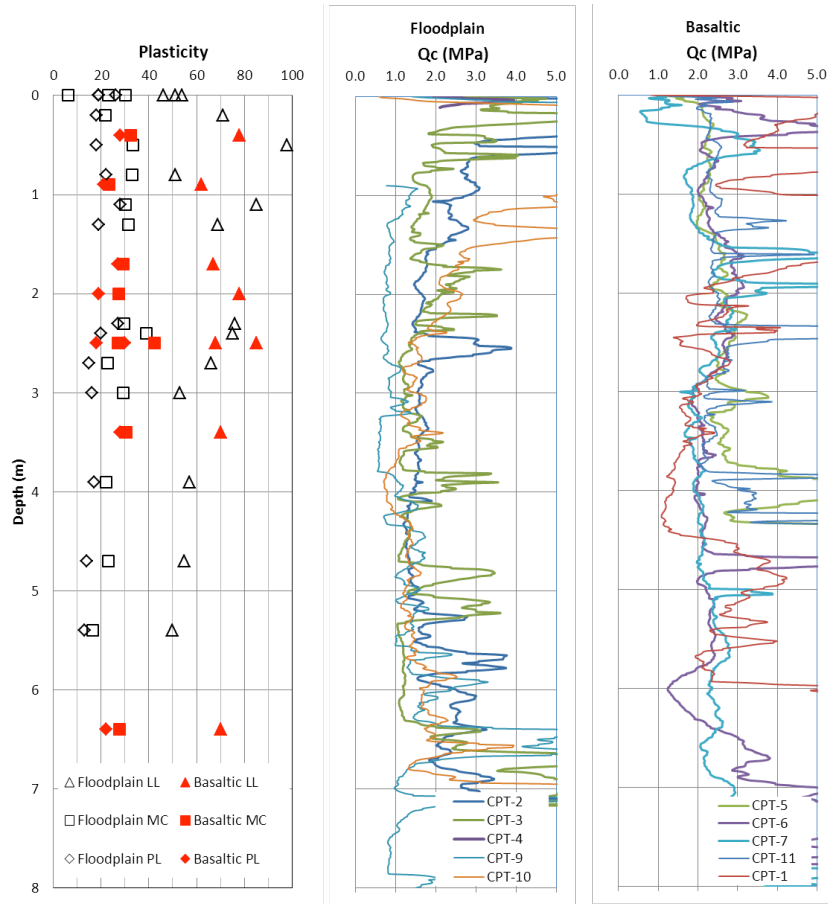 Plasticity
0 20 40 60 80 100
0
1
2
3
4
5
6
7
8
Depth (m)
Floodplain LL
Basaltic LL
Floodplain MC
Basaltic MC
Floodplain PL
Basaltic PL
Floodplain
Qc (MPa)
0.0 1.0 2.0 3.0 4.0 5.0
CPT-2
CPT-3
CPT-4
CPT-9
CPT-10
Basaltic
Qc (MPa)
0.0 1.0 2.0 3.0 4.0 5.0
CPT-5
CPT-6
CPT-7
CPT-11
CPT-1